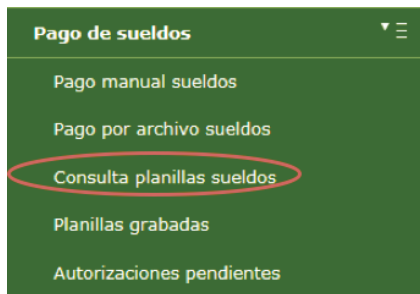 Pago de sueldos
Pago manual sueldos
Pago por archivo sueldos
Consulta planillas sueldos
Planillas grabadas
Autorizaciones pendientes